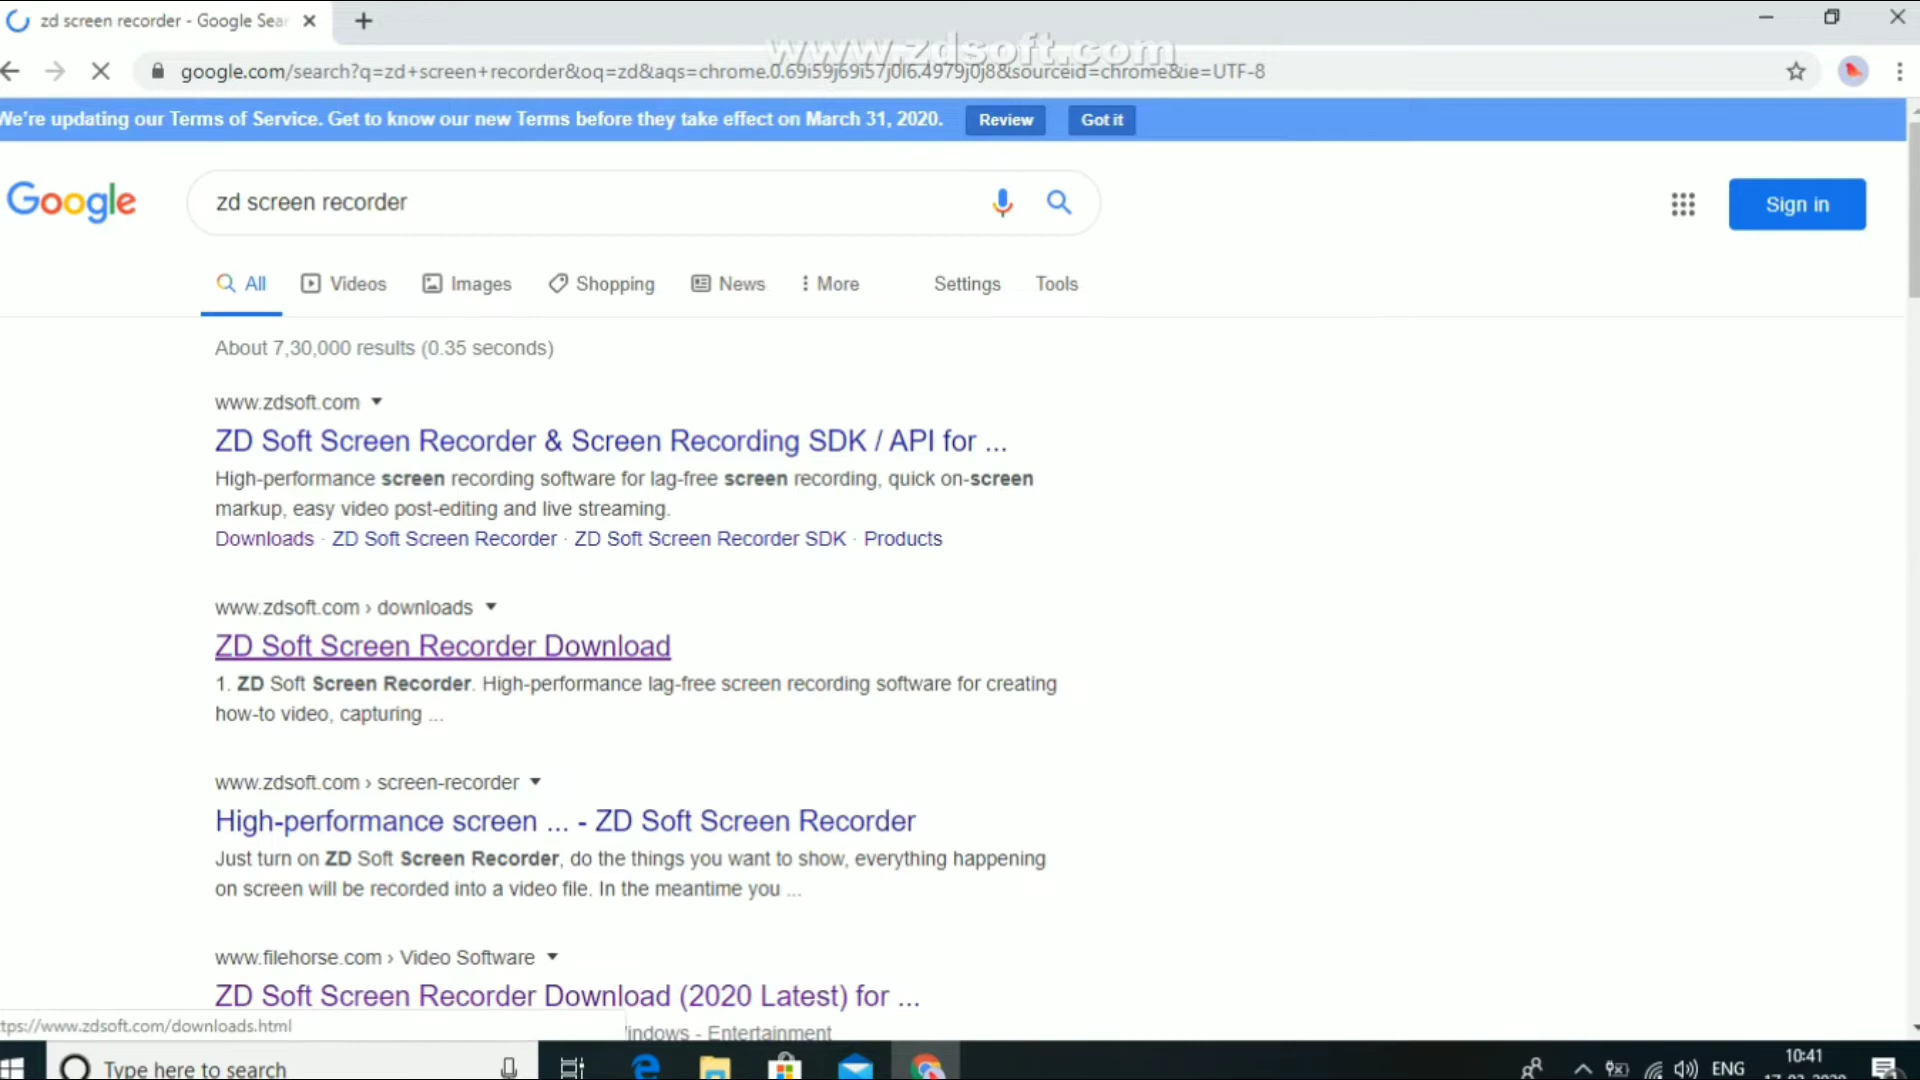 zd screen recorder - Google Sear
www.zdsoft.com
google.com/search?q=zd+screen+recorder&oq=zd&aqs=chrome.0.69i59j69i57j0l6.4979j0j8&sourceid=chrome&ie=UTF-8
We're updating our Terms of Service. Get to know our new Terms before they take effect on March 31, 2020. Review Got it
Google zd screen recorder Sign in
All Videos Images Shopping News More Settings Tools
About 7,30,000 results (0.35 seconds)
www.zdsoft.com
ZD Soft Screen Recorder & Screen Recording SDK / API for ...
High-performance screen recording software for lag-free screen recording, quick on-screen
markup, easy video post-editing and live streaming.
Downloads · ZD Soft Screen Recorder · ZD Soft Screen Recorder SDK · Products
www.zdsoft.com › downloads
ZD Soft Screen Recorder Download
1. ZD Soft Screen Recorder. High-performance lag-free screen recording software for creating
how-to video, capturing ...
www.zdsoft.com › screen-recorder
High-performance screen ... - ZD Soft Screen Recorder
Just turn on ZD Soft Screen Recorder, do the things you want to show, everything happening
on screen will be recorded into a video file. In the meantime you ...
www.filehorse.com › Video Software
ZD Soft Screen Recorder Download (2020 Latest) for ...
indows - Entertainment
tps://www.zdsoft.com/downloads.html
Type here to search
ENG
10:41